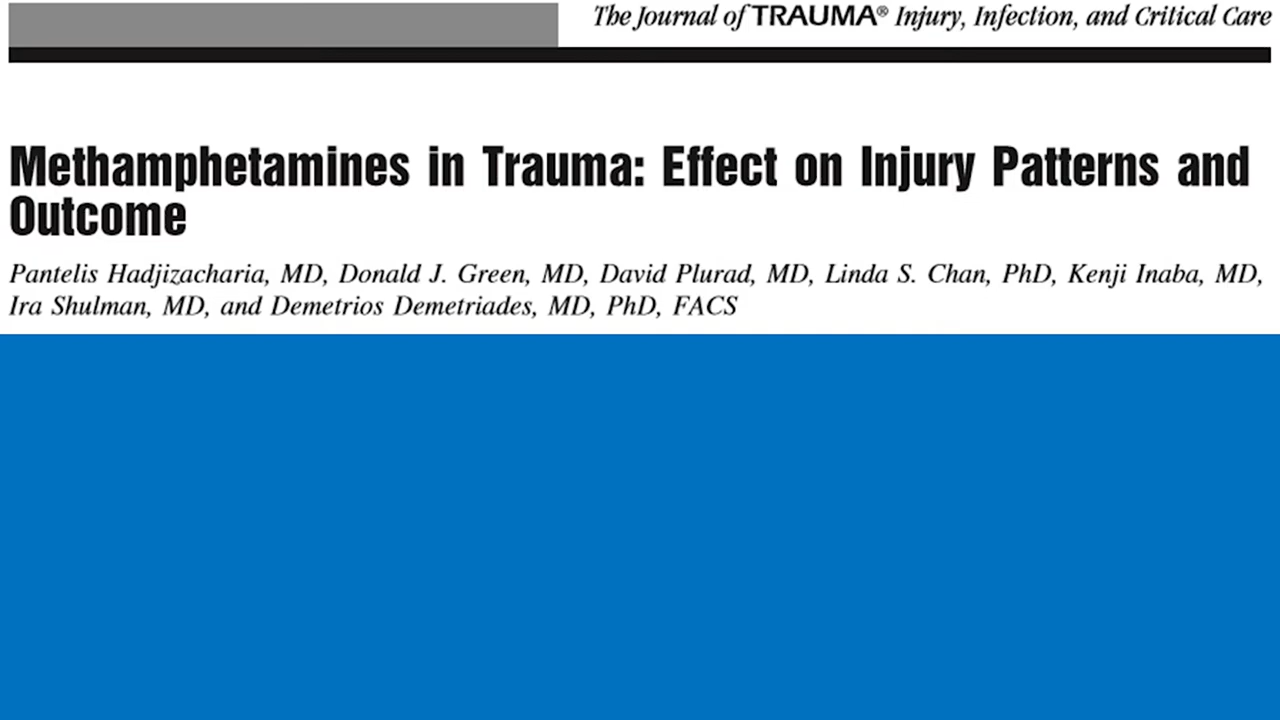 The Journal of TRAUMA® Injury, Infection, and Critical Care
Methamphetamines in Trauma: Effect on Injury Patterns and
Outcome
Pantelis Hadjizacharia, MD, Donald J. Green, MD, David Plurad, MD, Linda S. Chan, PhD, Kenji Inaba, MD,
Ira Shulman, MD, and Demetrios Demetriades, MD, PhD, FACS